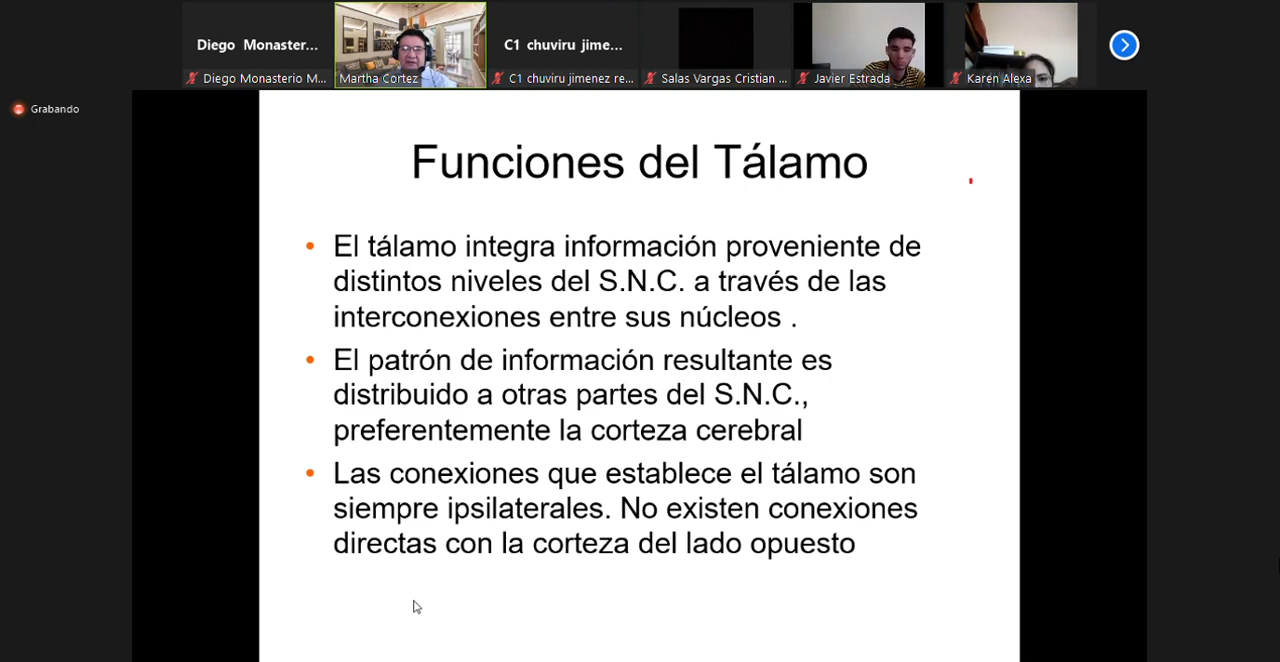 Diego Monaster...
C1 chuviru jime...
Diego Monasterio M...
Martha Cortez
C1 chuviru jimenez re...
Salas Vargas Cristian ...
Javier Estrada
Karen Alexa
Grabando
Funciones del Tálamo
• El tálamo integra información proveniente de
distintos niveles del S.N.C. a través de las
interconexiones entre sus núcleos .
• El patrón de información resultante es
distribuido a otras partes del S.N.C.,
preferentemente la corteza cerebral
• Las conexiones que establece el tálamo son
siempre ipsilaterales. No existen conexiones
directas con la corteza del lado opuesto